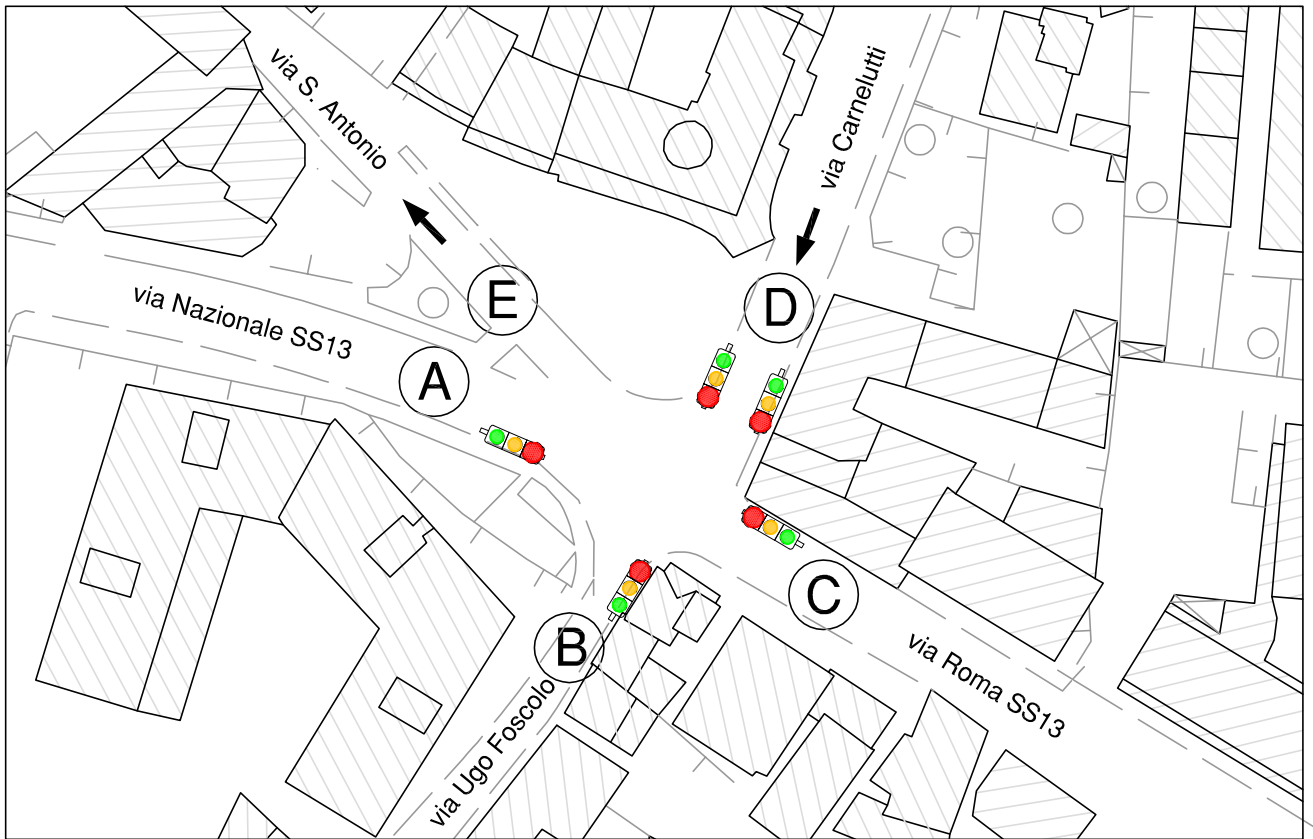 via S. Antonio
via Carnelutti
via Nazionale SS13
E
D
A
C
B
via Roma SS13
via Ugo Foscolo